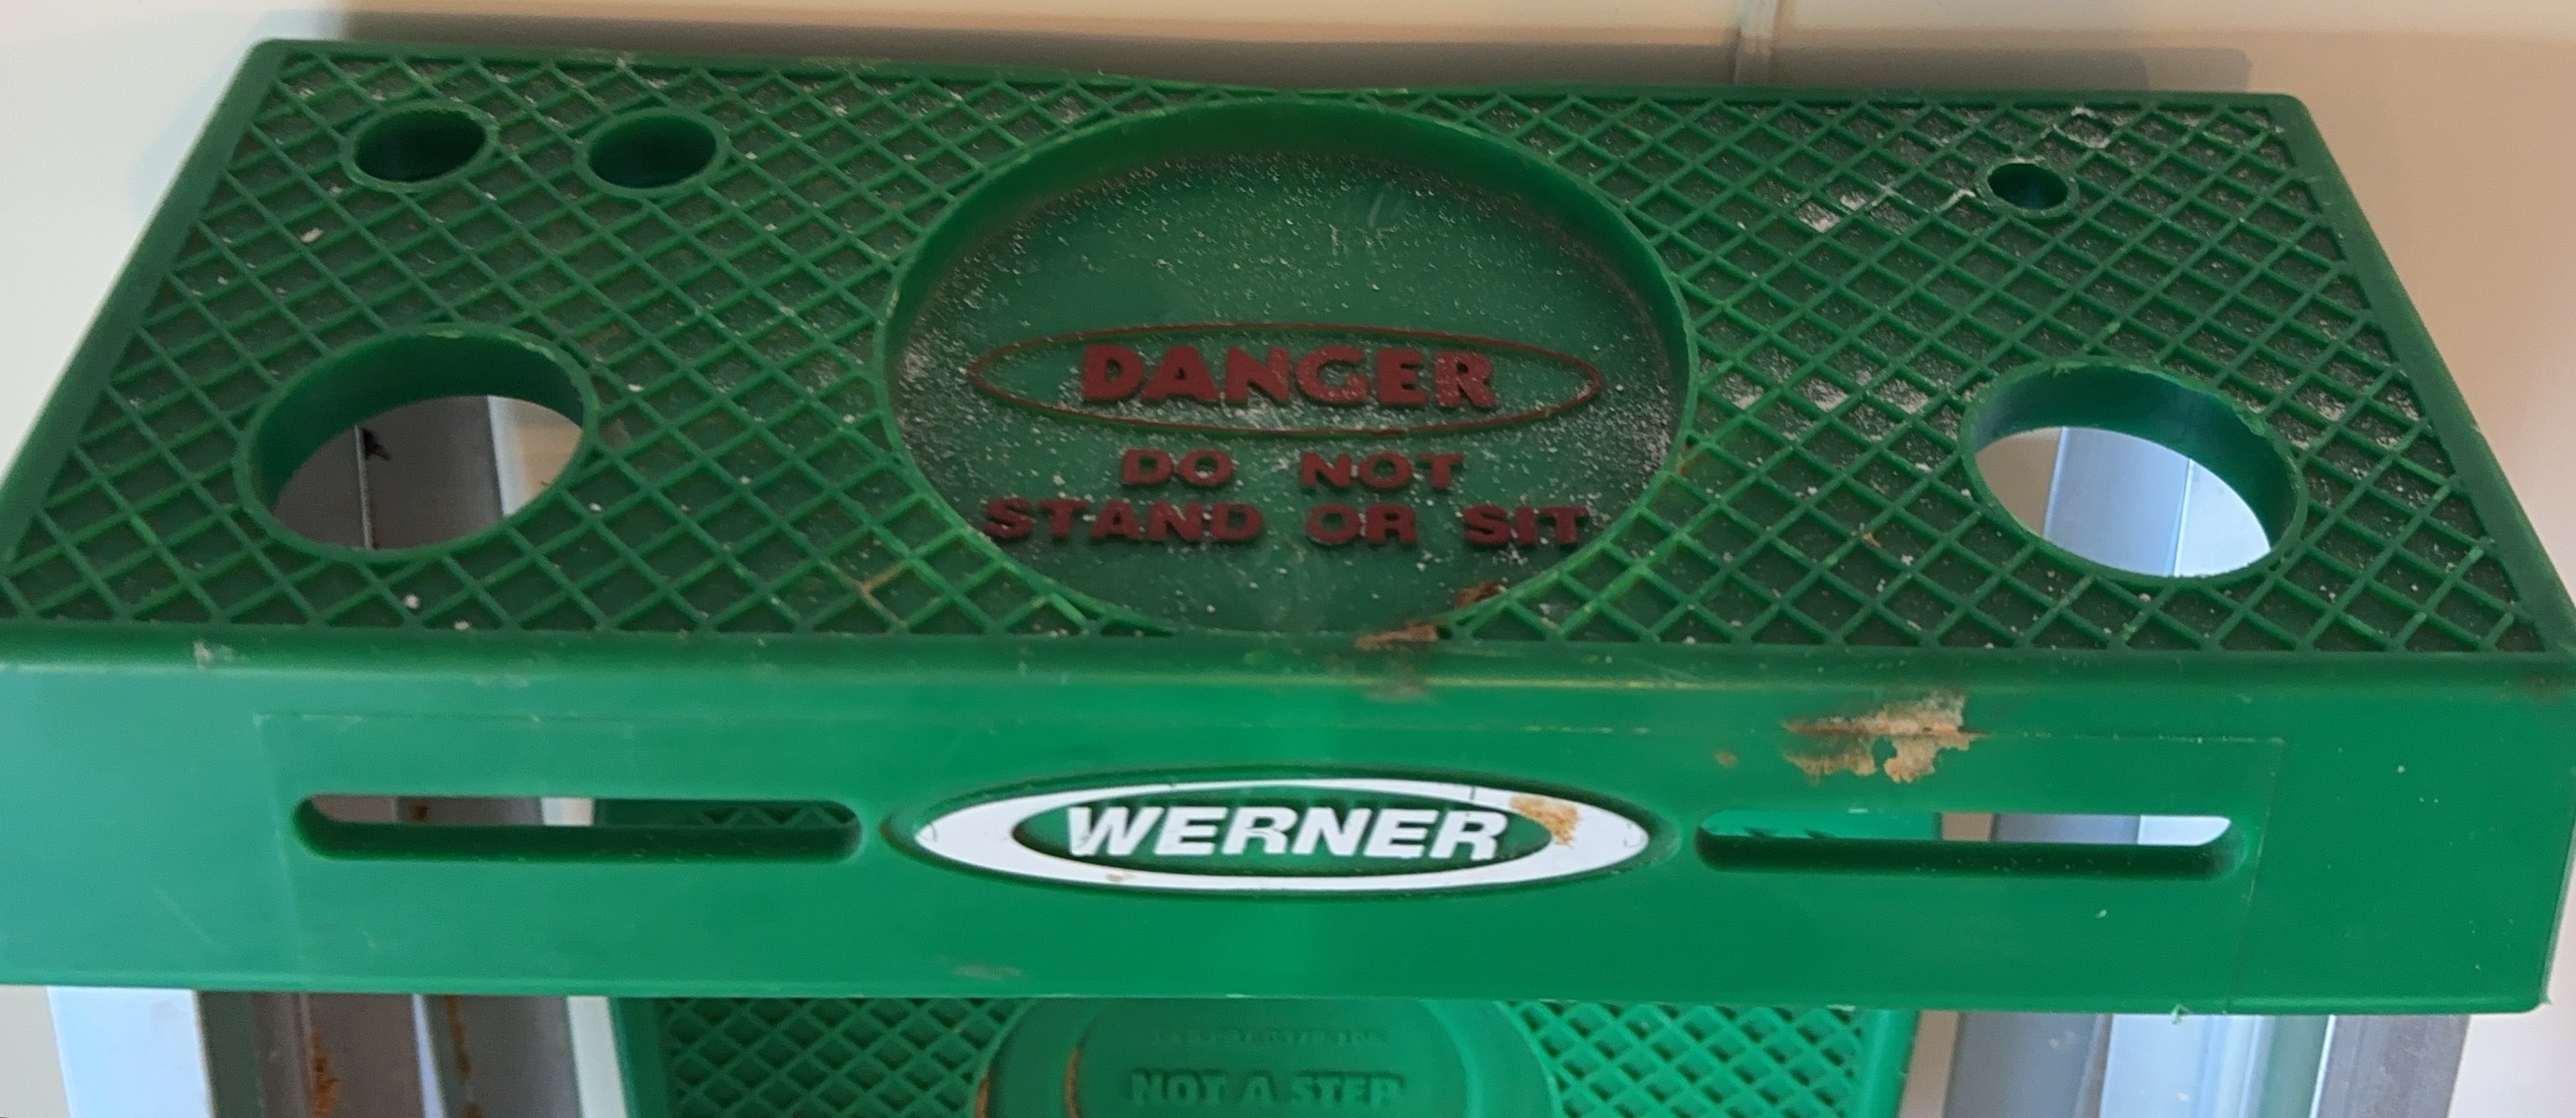 DANGER
DO NOT
STAND OR SIT
WERNER
NOT A STEP